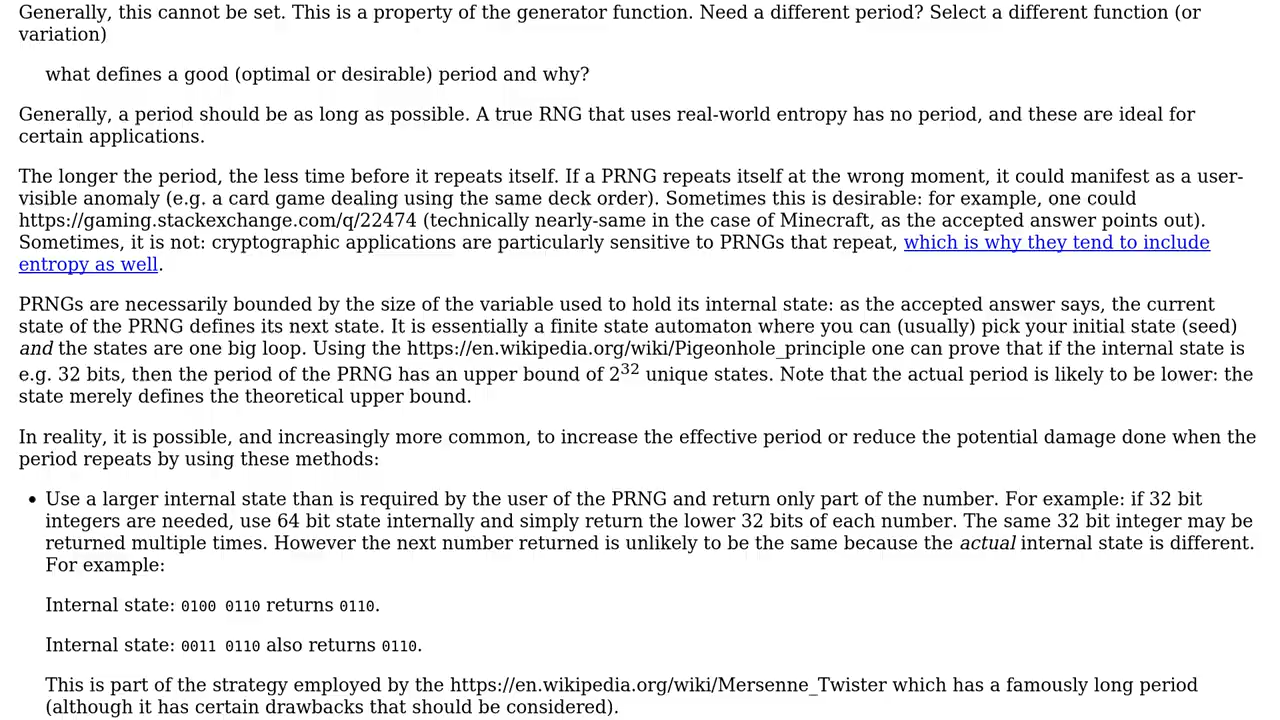 Generally, this cannot be set. This is a property of the generator function. Need a different period? Select a different function (or
variation)
what defines a good (optimal or desirable) period and why?
Generally, a period should be as long as possible. A true RNG that uses real-world entropy has no period, and these are ideal for
certain applications.
The longer the period, the less time before it repeats itself. If a PRNG repeats itself at the wrong moment, it could manifest as a user-
visible anomaly (e.g. a card game dealing using the same deck order). Sometimes this is desirable: for example, one could
https://gaming.stackexchange.com/q/22474 (technically nearly-same in the case of Minecraft, as the accepted answer points out).
Sometimes, it is not: cryptographic applications are particularly sensitive to PRNGs that repeat, which is why they tend to include
entropy as well.
PRNGs are necessarily bounded by the size of the variable used to hold its internal state: as the accepted answer says, the current
state of the PRNG defines its next state. It is essentially a finite state automaton where you can (usually) pick your initial state (seed)
and the states are one big loop. Using the https://en.wikipedia.org/wiki/Pigeonhole_principle one can prove that if the internal state is
e.g. 32 bits, then the period of the PRNG has an upper bound of 2³² unique states. Note that the actual period is likely to be lower: the
state merely defines the theoretical upper bound.
In reality, it is possible, and increasingly more common, to increase the effective period or reduce the potential damage done when the
period repeats by using these methods:
• Use a larger internal state than is required by the user of the PRNG and return only part of the number. For example: if 32 bit
integers are needed, use 64 bit state internally and simply return the lower 32 bits of each number. The same 32 bit integer may be
returned multiple times. However the next number returned is unlikely to be the same because the actual internal state is different.
For example:
Internal state: 0100 0110 returns 0110.
Internal state: 0011 0110 also returns 0110.
This is part of the strategy employed by the https://en.wikipedia.org/wiki/Mersenne_Twister which has a famously long period
(although it has certain drawbacks that should be considered).